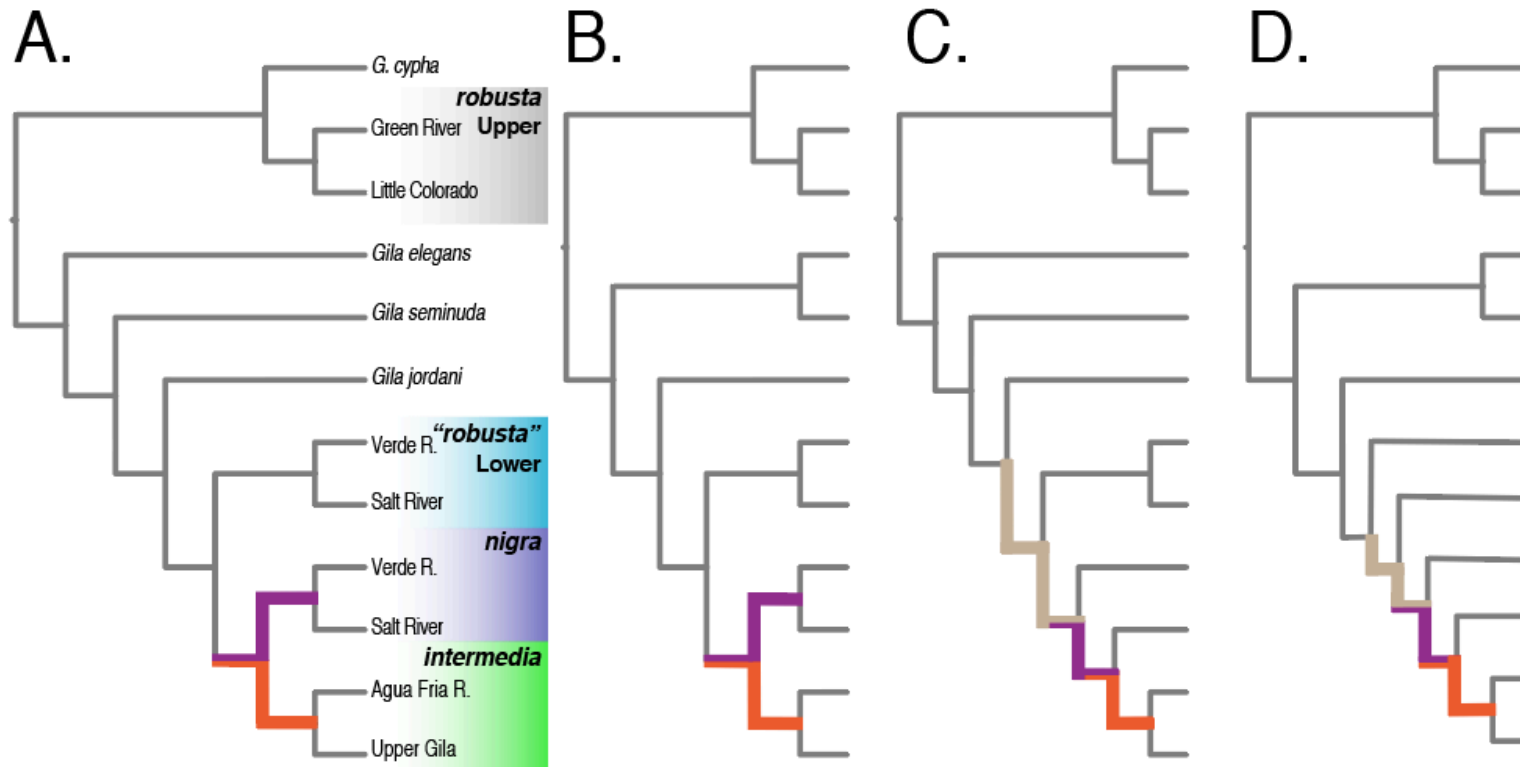 A.
B.
C.
D.
G. cypha
robusta
Green River
Upper
Little Colorado
Gila elegans
Gila seminuda
Gila jordani
“robusta”
Verde R.
Lower
Salt River
nigra
Verde R.
Salt River
intermedia
Agua Fria R.
Upper Gila